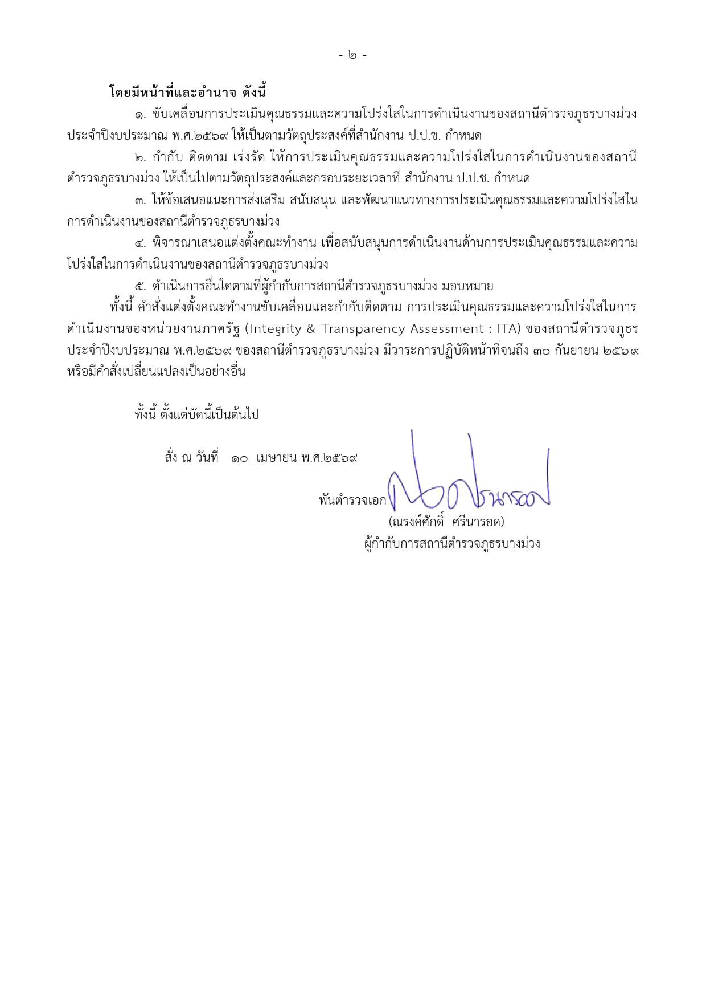 - ๒ -
โดยมีหน้าที่และอำนาจ ดังนี้
๑. ขับเคลื่อนการประเมินคุณธรรมและความโปร่งใสในการดำเนินงานของสถานีตำรวจภูธรบางม่วง
ประจำปีงบประมาณ พ.ศ.๒๕๖๙ ให้เป็นตามวัตถุประสงค์ที่สำนักงาน ป.ป.ช. กำหนด
๒. กำกับ ติดตาม เร่งรัด ให้การประเมินคุณธรรมและความโปร่งใสในการดำเนินงานของสถานี
ตำรวจภูธรบางม่วง ให้เป็นไปตามวัตถุประสงค์และกรอบระยะเวลาที่ สำนักงาน ป.ป.ช. กำหนด
๓. ให้ข้อเสนอแนะการส่งเสริม สนับสนุน และพัฒนาแนวทางการประเมินคุณธรรมและความโปร่งใสใน
การดำเนินงานของสถานีตำรวจภูธรบางม่วง
๔. พิจารณาเสนอแต่งตั้งคณะทำงาน เพื่อสนับสนุนการดำเนินงานด้านการประเมินคุณธรรมและความ
โปร่งใสในการดำเนินงานของสถานีตำรวจภูธรบางม่วง
๕. ดำเนินการอื่นใดตามที่ผู้กำกับการสถานีตำรวจภูธรบางม่วง มอบหมาย
ทั้งนี้ คำสั่งแต่งตั้งคณะทำงานขับเคลื่อนและกำกับติดตาม การประเมินคุณธรรมและความโปร่งใสในการ
ดำเนินงานของหน่วยงานภาครัฐ (Integrity & Transparency Assessment : ITA) ของสถานีตำรวจภูธร
ประจำปีงบประมาณ พ.ศ.๒๕๖๙ ของสถานีตำรวจภูธรบางม่วง มีวาระการปฏิบัติหน้าที่จนถึง ๓๐ กันยายน ๒๕๖๙
หรือมีคำสั่งเปลี่ยนแปลงเป็นอย่างอื่น
ทั้งนี้ ตั้งแต่บัดนี้เป็นต้นไป
สั่ง ณ วันที่ ๑๐ เมษายน พ.ศ.๒๕๖๙
พันตำรวจเอก
(ณรงค์ศักดิ์ ศรีนารอด)
ผู้กำกับการสถานีตำรวจภูธรบางม่วง